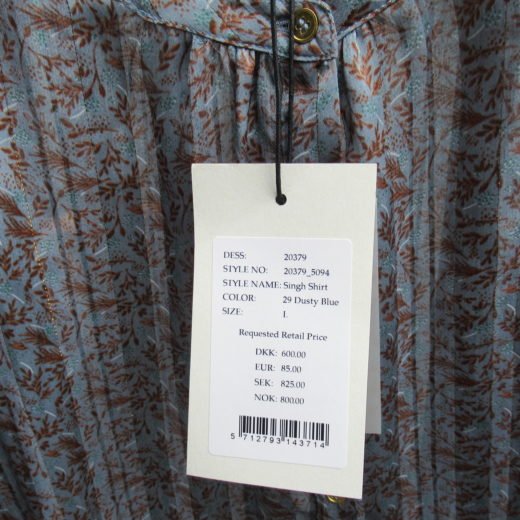 DESS: 20379
STYLE NO: 20379_5094
STYLE NAME: Singh Shirt
COLOR: 29 Dusty Blue
SIZE: L
Requested Retail Price
DKK: 600.00
EUR: 85.00
SEK: 825.00
NOK: 800.00
5 712793 143714